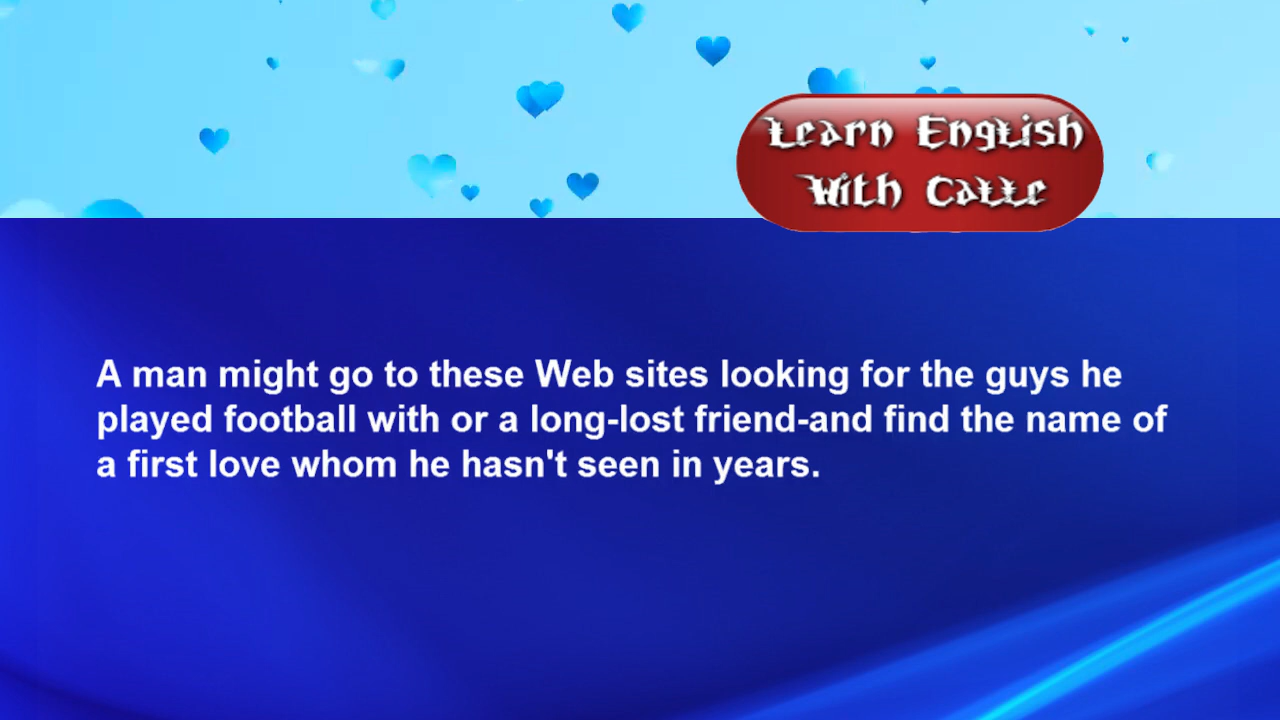 Learn English
With Catte
A man might go to these Web sites looking for the guys he
played football with or a long-lost friend-and find the name of
a first love whom he hasn't seen in years.